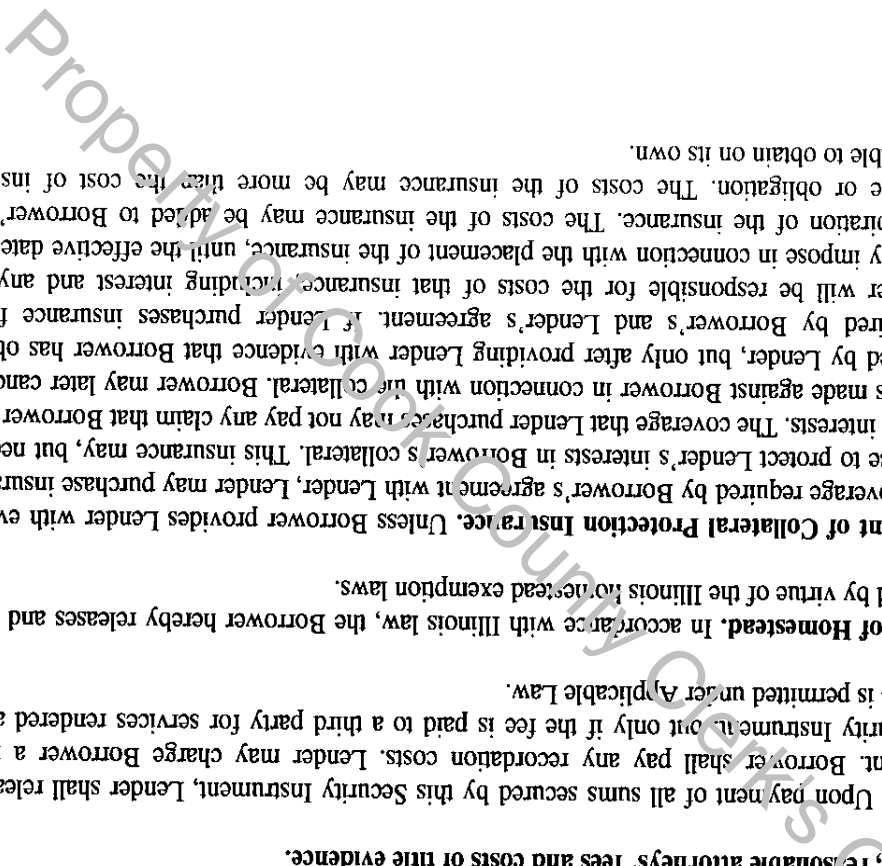 , reasonable attorneys' fees and costs of title evidence.
Upon payment of all sums secured by this Security Instrument, Lender shall relea
nt. Borrower shall pay any recordation costs. Lender may charge Borrower a
urity Instrument, but only if the fee is paid to a third party for services rendered a
is permitted under Applicable Law.
of Homestead. In accordance with Illinois law, the Borrower hereby releases and
d by virtue of the Illinois homestead exemption laws.
nt of Collateral Protection Insurance. Unless Borrower provides Lender with ev
overage required by Borrower's agreement with Lender, Lender may purchase insura
se to protect Lender's interests in Borrower's collateral. This insurance may, but ne
interests. The coverage that Lender purchases may not pay any claim that Borrower
s made against Borrower in connection with the collateral. Borrower may later canc
ed by Lender, but only after providing Lender with evidence that Borrower has ob
uired by Borrower's and Lender's agreement. If Lender purchases insurance f
er will be responsible for the costs of that insurance, including interest and any
y impose in connection with the placement of the insurance, until the effective date
piration of the insurance. The costs of the insurance may be added to Borrower'
e or obligation. The costs of the insurance may be more than the cost of ins
ble to obtain on its own.
Property of Cook County Clerk's O